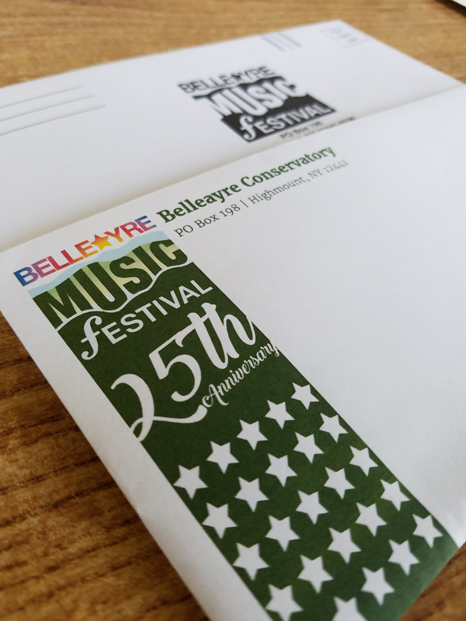 BELLEAYRE
MUSIC
fESTIVAL
PO Box 198
BELLEAYRE
MUSIC
fESTIVAL
25th
Anniversary
Belleayre Conservatory
PO Box 198 | Highmount, NY 12441